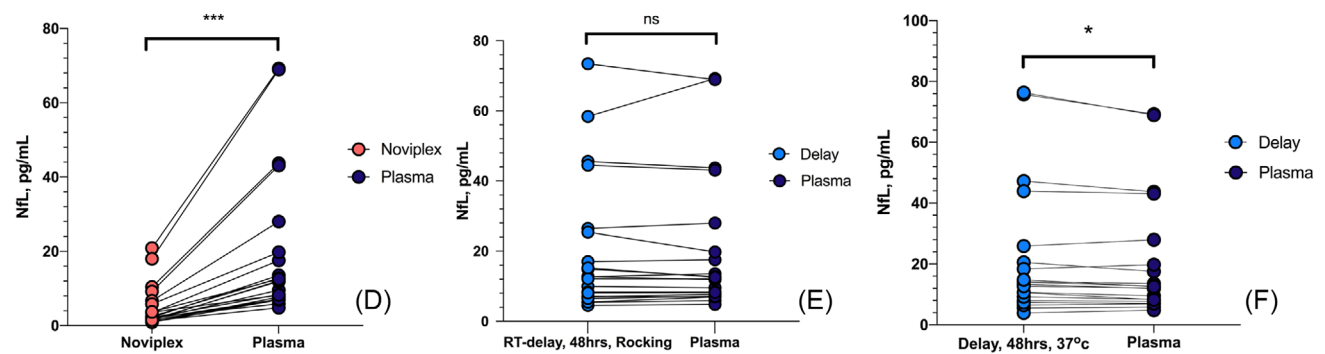 ***
80
60
40
20
0
NfL, pg/mL
Noviplex
Plasma
Noviplex Plasma
(D)
ns
80
60
40
20
0
NfL, pg/mL
Delay
Plasma
RT-delay, 48hrs, Rocking Plasma
(E)
*
100
80
60
40
20
0
NfL, pg/mL
Delay
Plasma
Delay, 48hrs, 37°c Plasma
(F)